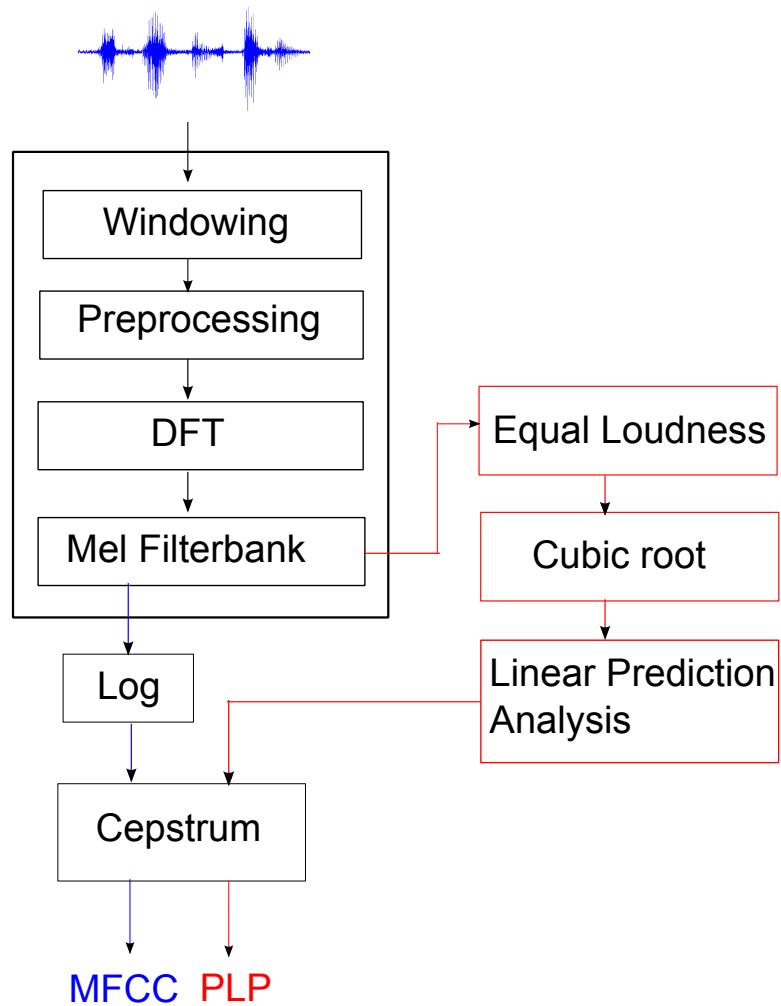 Windowing
Preprocessing
DFT
Mel Filterbank
Equal Loudness
Cubic root
Linear Prediction
Analysis
Log
Cepstrum
MFCC PLP